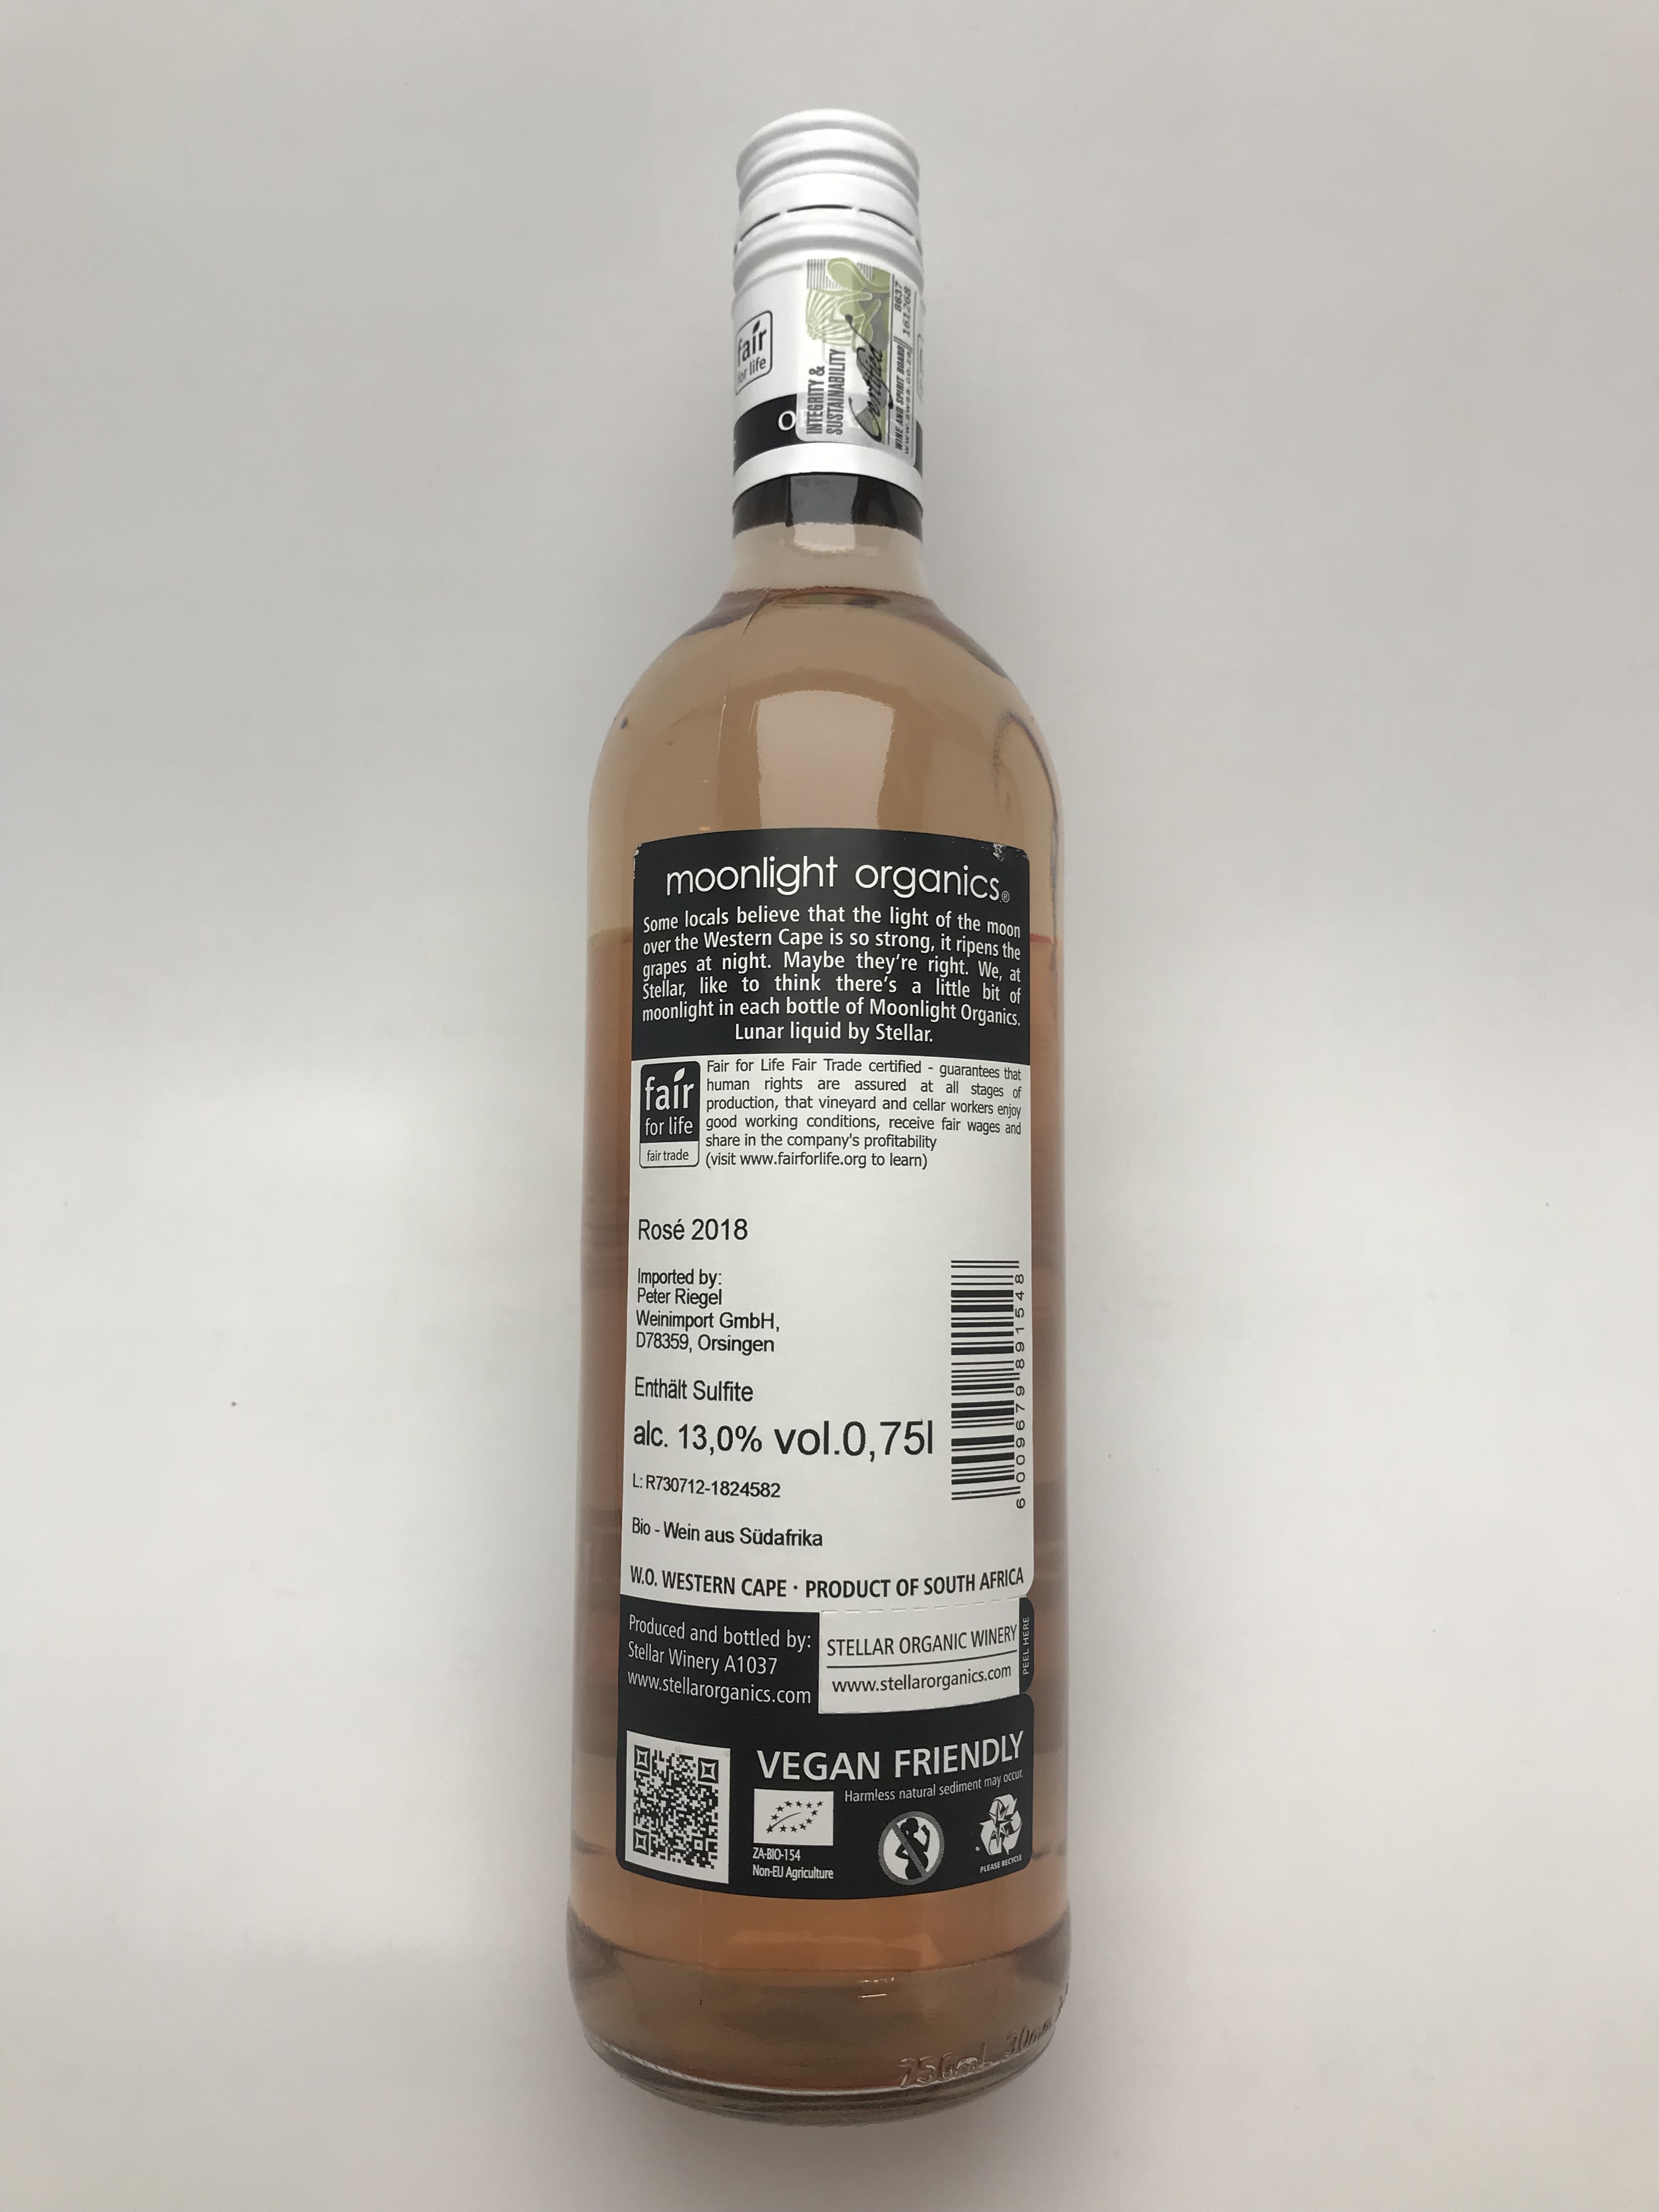 fair
for life
INTEGRITY &
SUSTAINABILITY
Certified
WINE AND SPIRIT BOARD
moonlight organics®
Some locals believe that the light of the moon
over the Western Cape is so strong, it ripens the
grapes at night. Maybe they're right. We, at
Stellar, like to think there's a little bit of
moonlight in each bottle of Moonlight Organics.
Lunar liquid by Stellar.
fair
for life
fair trade
Fair for Life Fair Trade certified - guarantees that
human rights are assured at all stages of
production, that vineyard and cellar workers enjoy
good working conditions, receive fair wages and
share in the company's profitability
(visit www.fairforlife.org to learn)
Rosé 2018
Imported by:
Peter Riegel
Weinimport GmbH,
D78359, Orsingen
Enthält Sulfite
alc. 13,0% vol.0,75l
L: R730712-1824582
6 009679 891548
Bio - Wein aus Südafrika
W.O. WESTERN CAPE · PRODUCT OF SOUTH AFRICA
Produced and bottled by:
Stellar Winery A1037
www.stellarorganics.com
STELLAR ORGANIC WINERY
www.stellarorganics.com
PEEL HERE
VEGAN FRIENDLY
Harmless natural sediment may occur.
ZA-BIO-154
Non-EU Agriculture
PLEASE RECYCLE
750mL 30mm